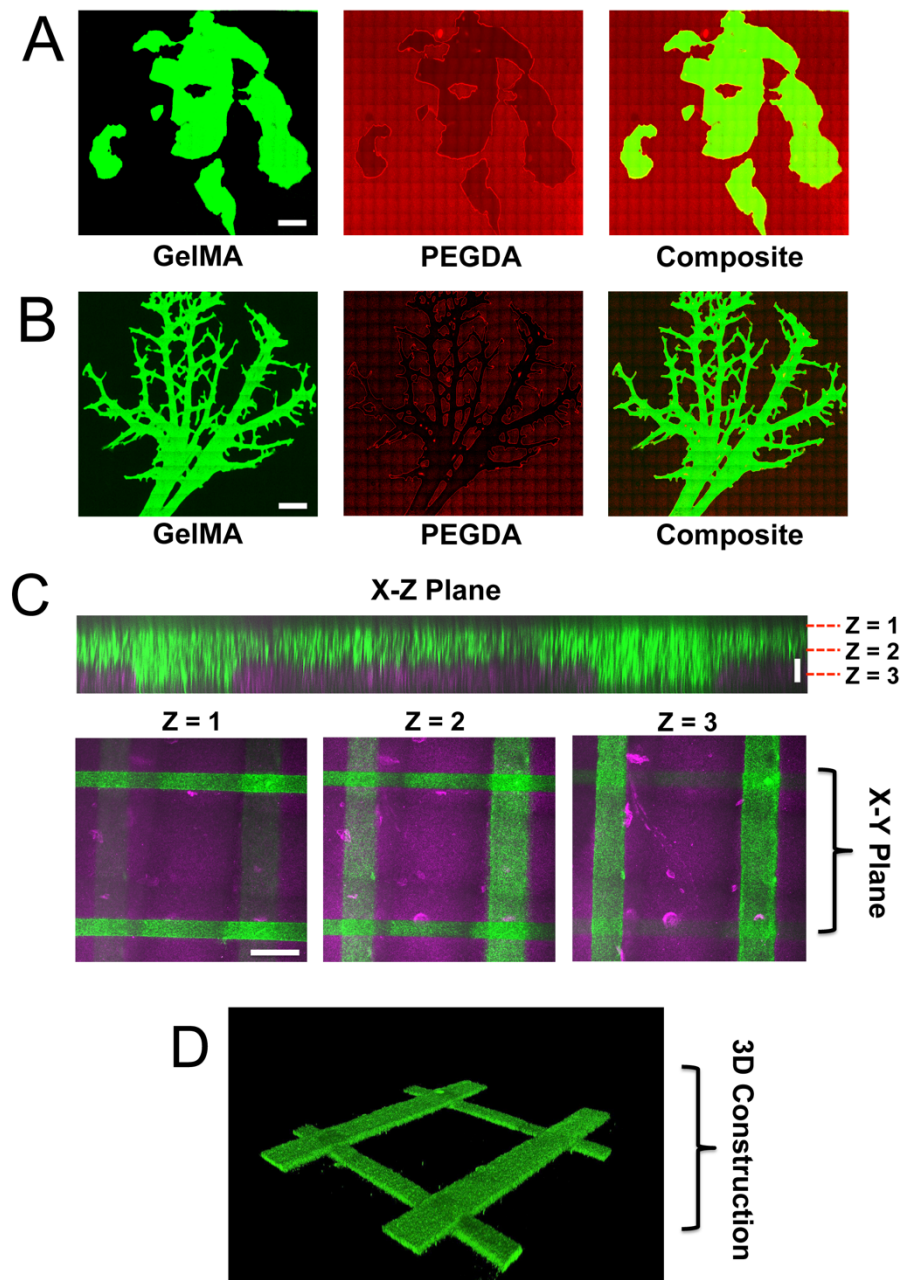 A
GelMA PEGDA Composite
B
GelMA PEGDA Composite
C
X-Z Plane
Z = 1
Z = 2
Z = 3
Z = 1 Z = 2 Z = 3
X-Y Plane
D
3D Construction